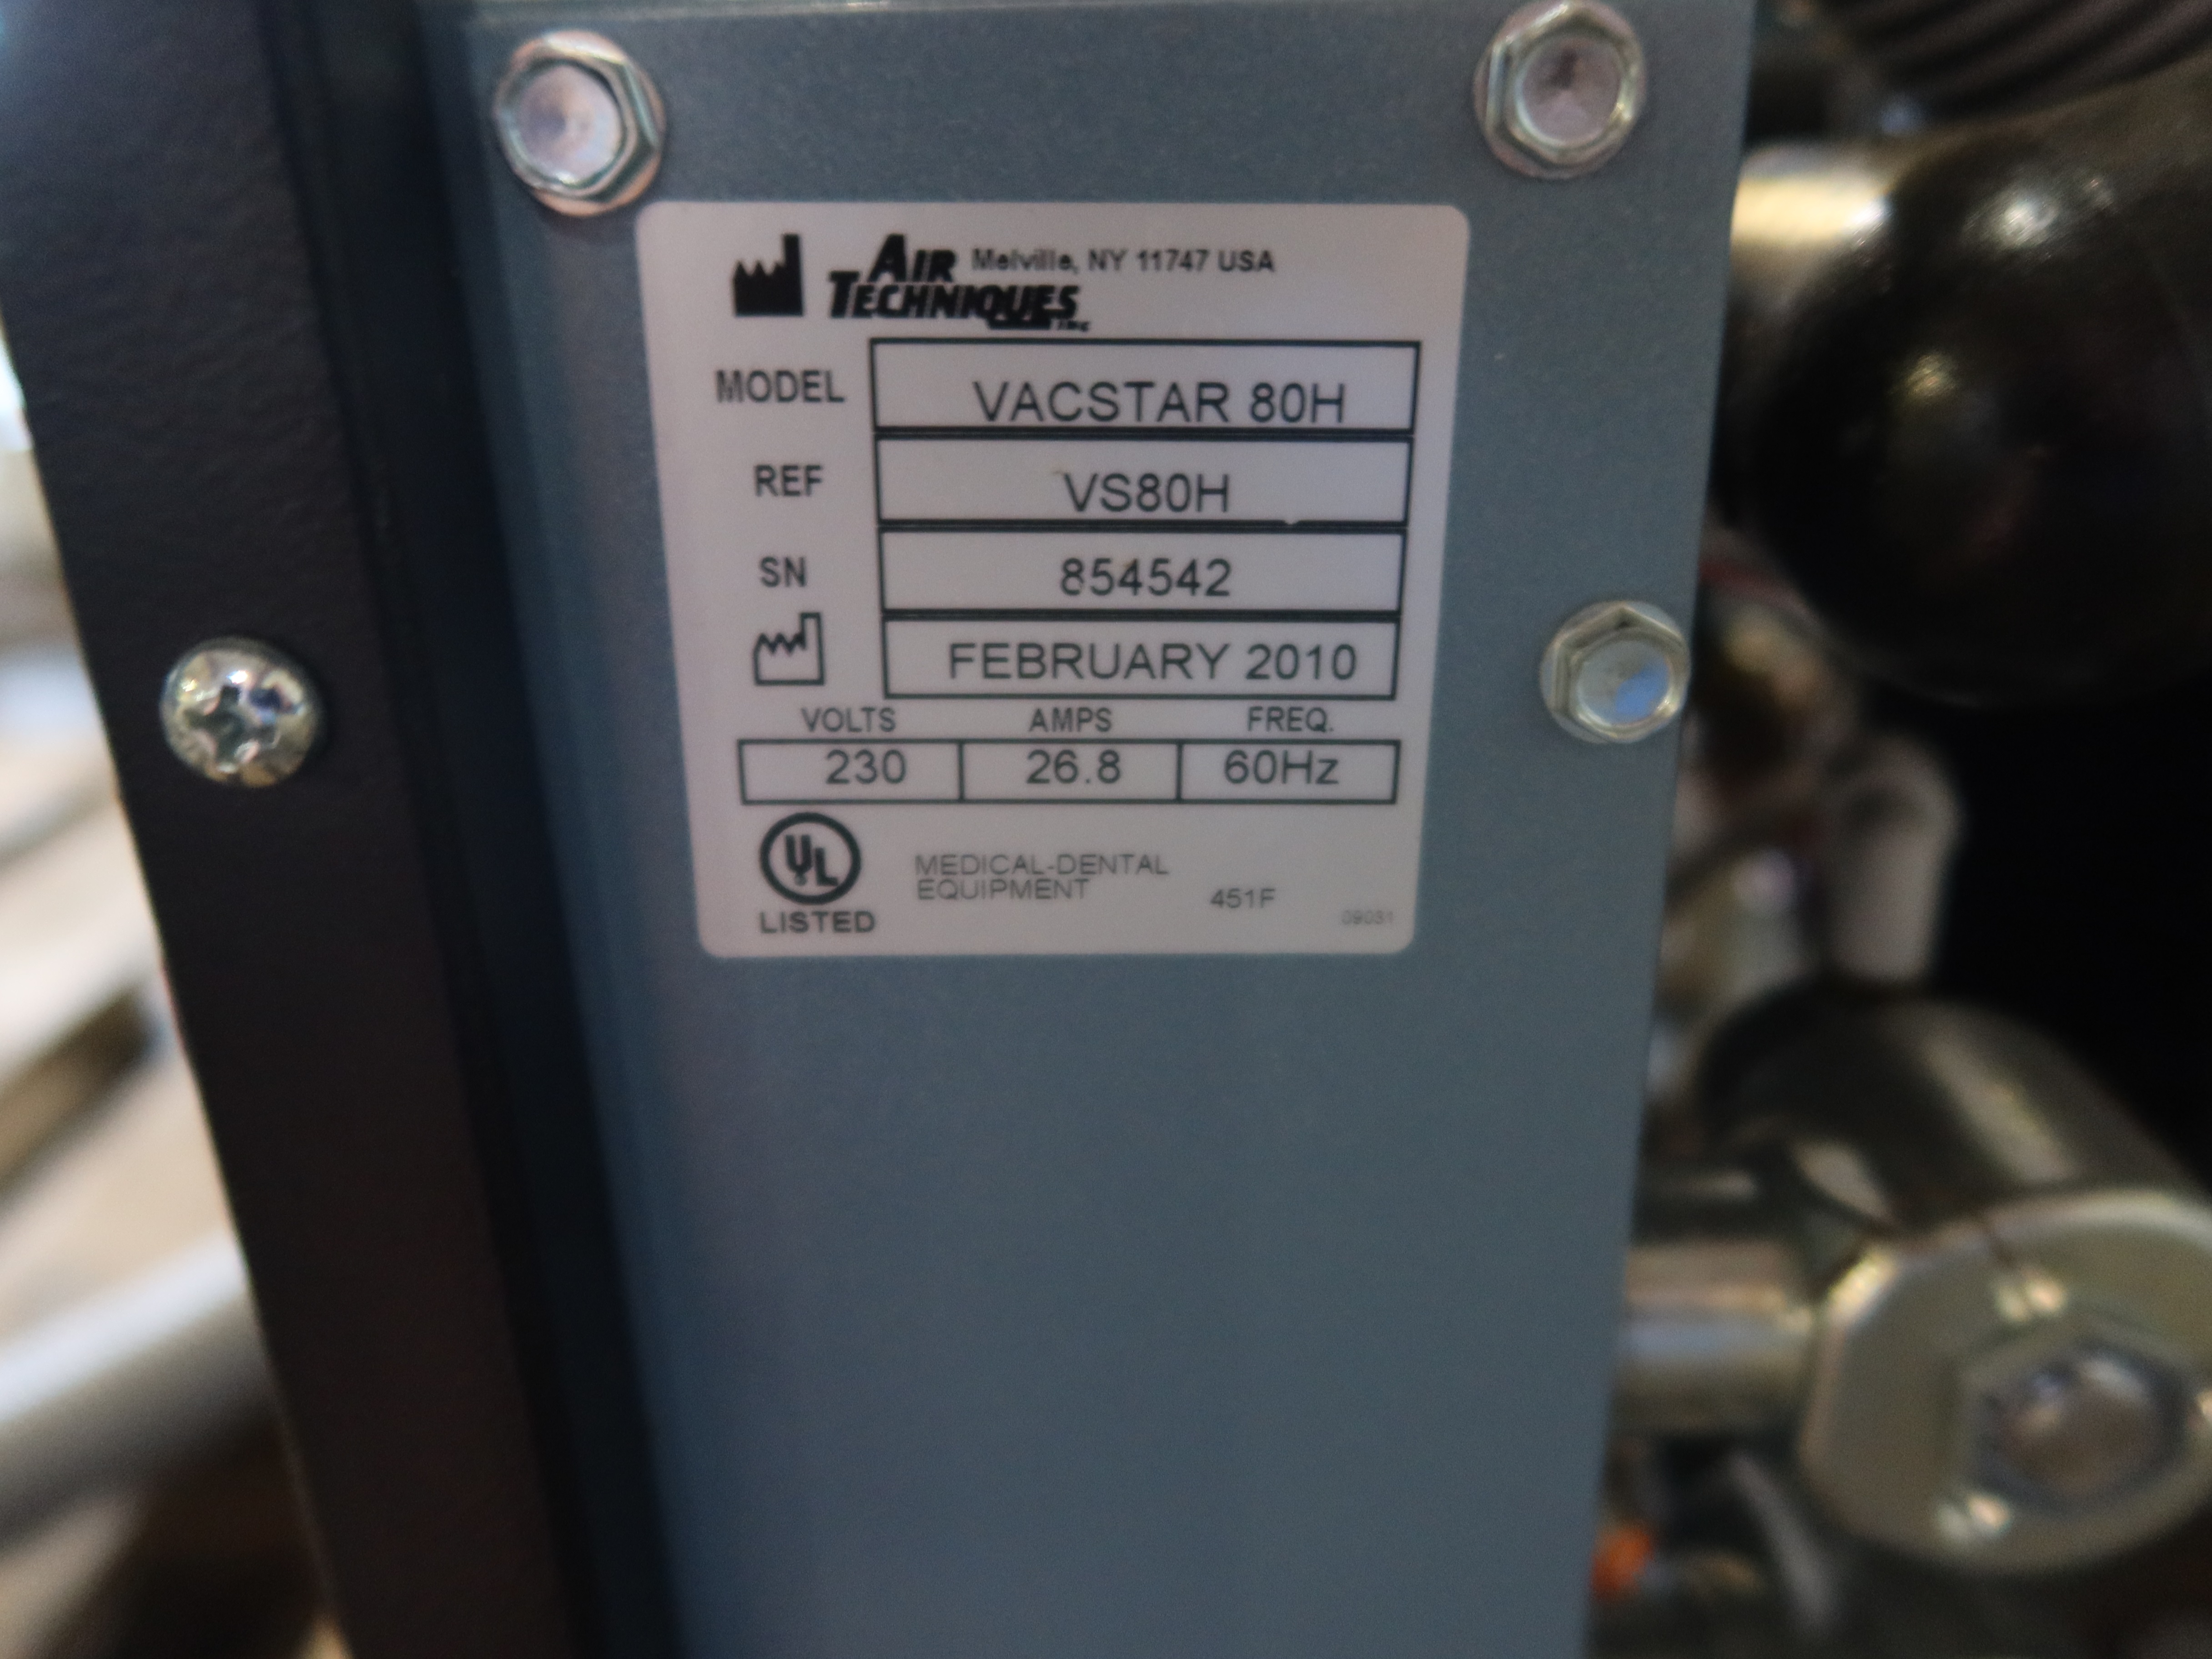 AIR TECHNIQUES INC Melville, NY 11747 USA
MODEL VACSTAR 80H
REF VS80H
SN 854542
FEBRUARY 2010
VOLTS AMPS FREQ.
230 26.8 60Hz
UL MEDICAL-DENTAL
EQUIPMENT 451F
LISTED